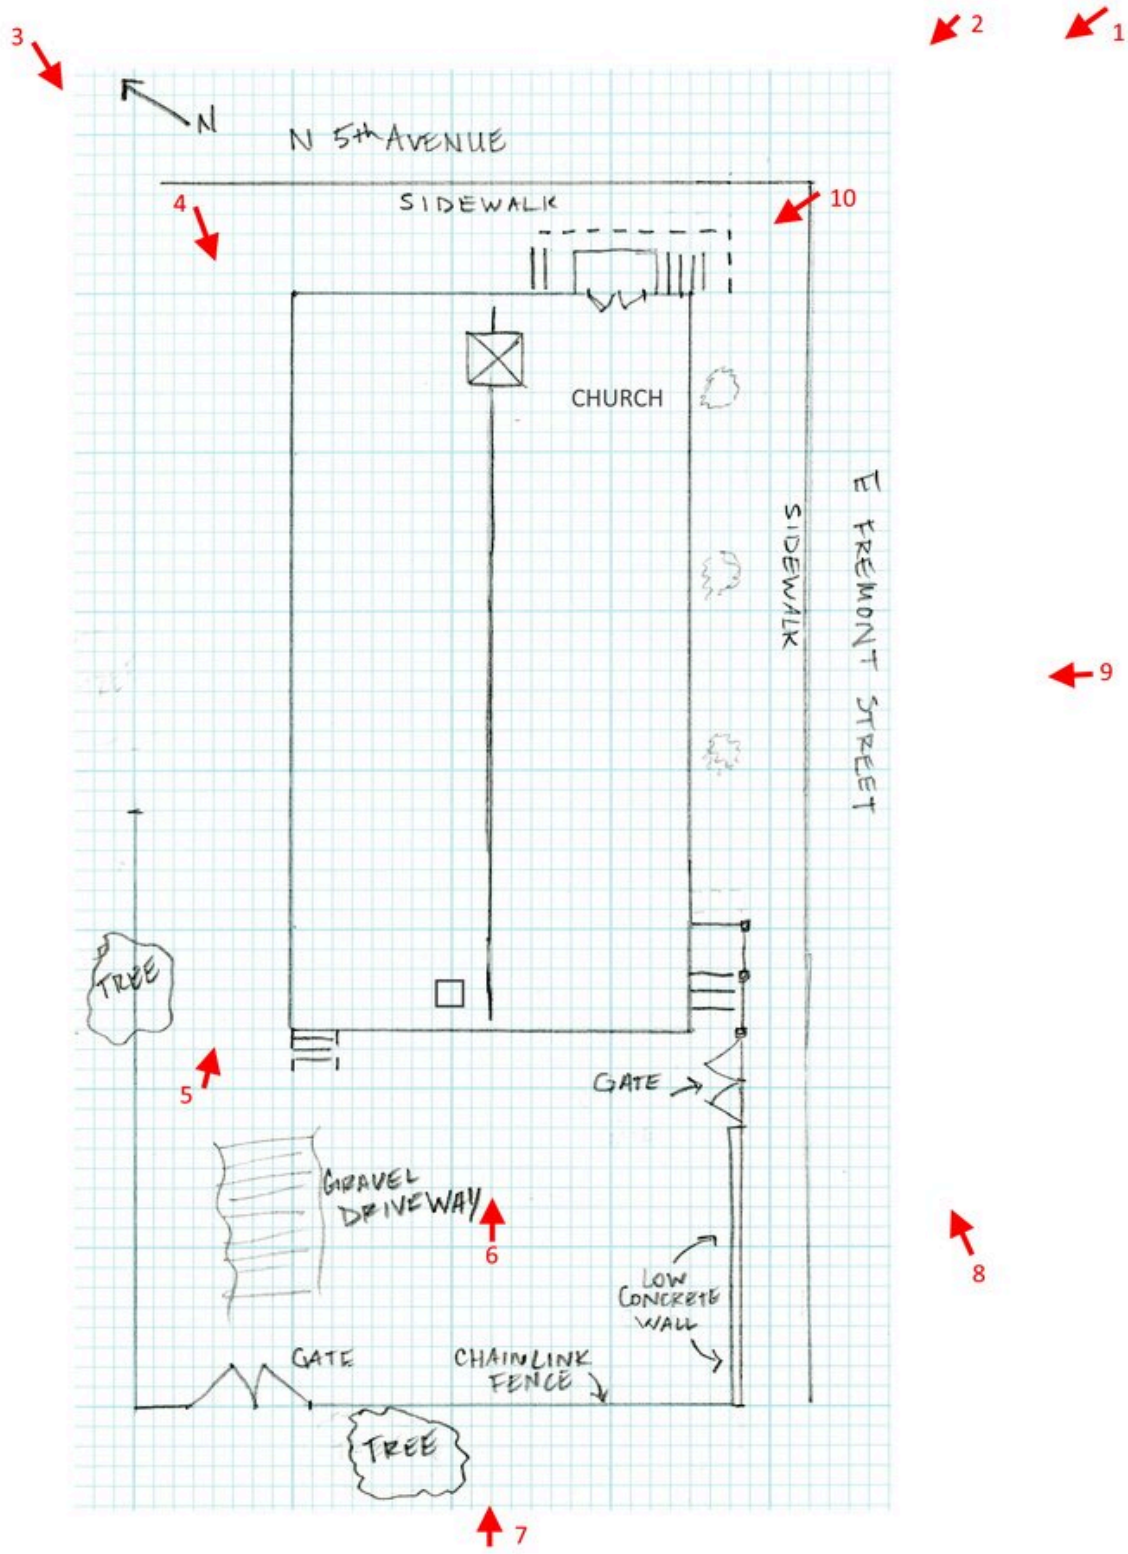 3
2
1
N
N 5th AVENUE
SIDEWALK
4
10
CHURCH
E FREMONT STREET
SIDEWALK
9
TREE
GATE
5
GRAVEL
DRIVEWAY
6
LOW
CONCRETE
WALL
8
GATE
CHAINLINK
FENCE
TREE
7